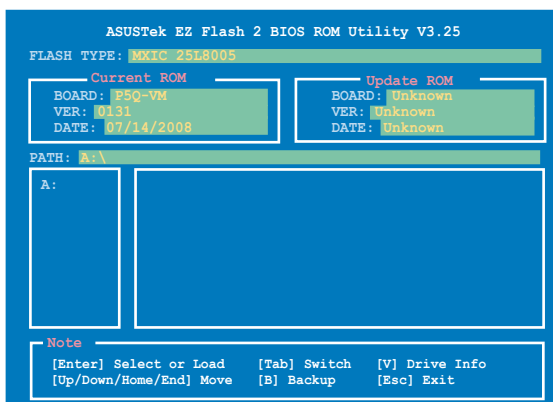 ASUSTek EZ Flash 2 BIOS ROM Utility V3.25
FLASH TYPE: MXIC 25L8005
Current ROM
BOARD: P5Q-VM
VER: 0131
DATE: 07/14/2008
Update ROM
BOARD: Unknown
VER: Unknown
DATE: Unknown
PATH: A:\
A:
Note
[Enter] Select or Load [Tab] Switch [V] Drive Info
[Up/Down/Home/End] Move [B] Backup [Esc] Exit